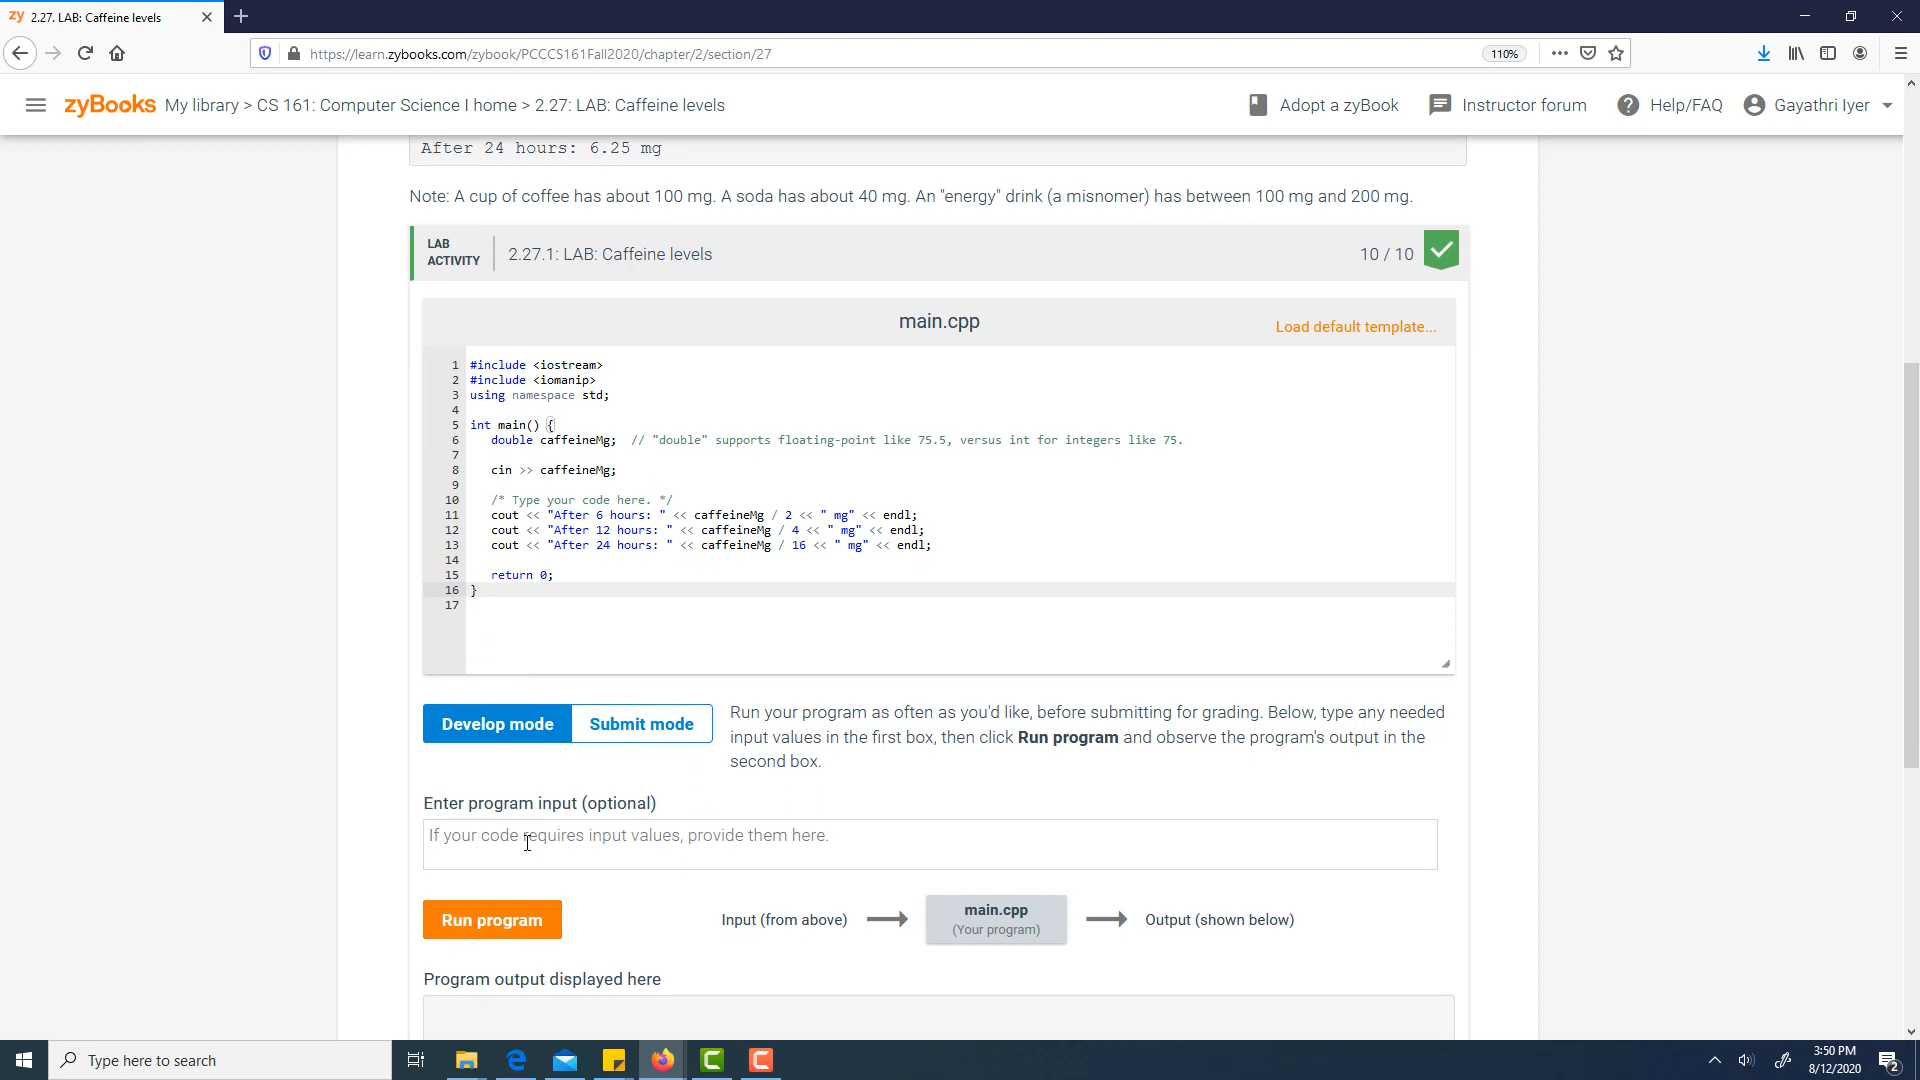 zy 2.27. LAB: Caffeine levels
https://learn.zybooks.com/zybook/PCCCS161Fall2020/chapter/2/section/27
110%
zyBooks My library > CS 161: Computer Science I home > 2.27: LAB: Caffeine levels
Adopt a zyBook
Instructor forum
Help/FAQ
Gayathri Iyer
After 24 hours: 6.25 mg
Note: A cup of coffee has about 100 mg. A soda has about 40 mg. An "energy" drink (a misnomer) has between 100 mg and 200 mg.
LAB
ACTIVITY
2.27.1: LAB: Caffeine levels
10 / 10
main.cpp
Load default template...
1 #include <iostream>
2 #include <iomanip>
3 using namespace std;
4
5 int main() {
6 double caffeineMg; // "double" supports floating-point like 75.5, versus int for integers like 75.
7
8 cin >> caffeineMg;
9
10 /* Type your code here. */
11 cout << "After 6 hours: " << caffeineMg / 2 << " mg" << endl;
12 cout << "After 12 hours: " << caffeineMg / 4 << " mg" << endl;
13 cout << "After 24 hours: " << caffeineMg / 16 << " mg" << endl;
14
15 return 0;
16 }
17
Develop mode
Submit mode
Run your program as often as you'd like, before submitting for grading. Below, type any needed
input values in the first box, then click Run program and observe the program's output in the
second box.
Enter program input (optional)
If your code requires input values, provide them here.
Run program
Input (from above)
main.cpp
(Your program)
Output (shown below)
Program output displayed here
Type here to search
3:50 PM
8/12/2020
2